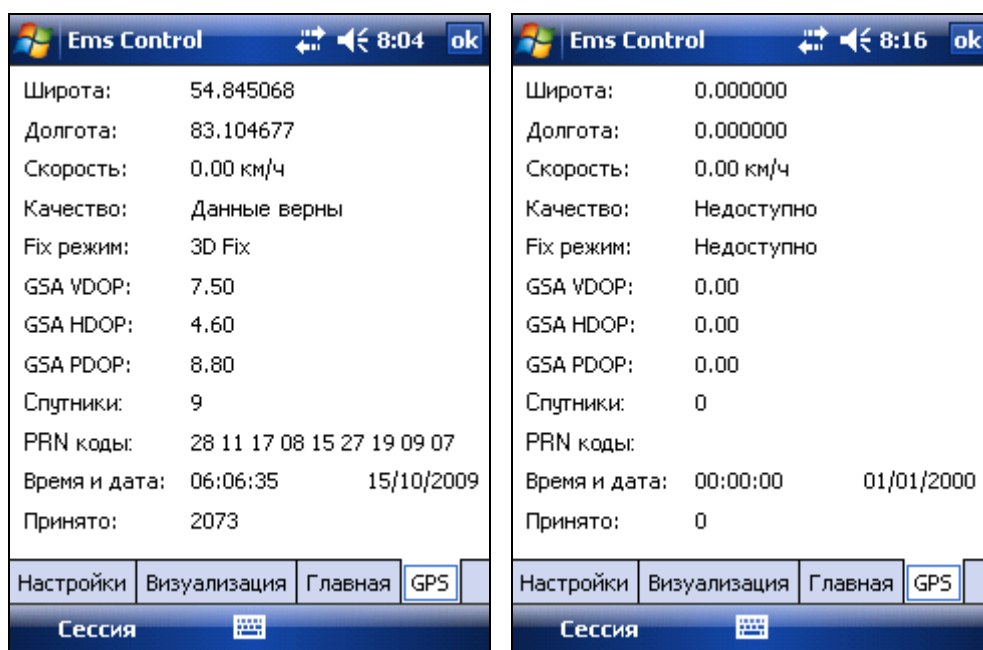 Ems Control 8:04 ok
Широта: 54.845068
Долгота: 83.104677
Скорость: 0.00 км/ч
Качество: Данные верны
Fix режим: 3D Fix
GSA VDOP: 7.50
GSA HDOP: 4.60
GSA PDOP: 8.80
Спутники: 9
PRN коды: 28 11 17 08 15 27 19 09 07
Время и дата: 06:06:35 15/10/2009
Принято: 2073
Настройки Визуализация Главная GPS
Сессия
Ems Control 8:16 ok
Широта: 0.000000
Долгота: 0.000000
Скорость: 0.00 км/ч
Качество: Недоступно
Fix режим: Недоступно
GSA VDOP: 0.00
GSA HDOP: 0.00
GSA PDOP: 0.00
Спутники: 0
PRN коды:
Время и дата: 00:00:00 01/01/2000
Принято: 0
Настройки Визуализация Главная GPS
Сессия